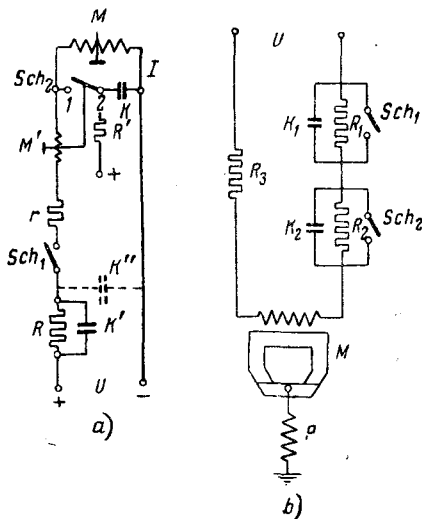 M
I
Sch₂
1
2
K
R'
M'
+
r
Sch₁
K''
R
K'
+
U
−
a)
U
K₁
R₁
Sch₁
R₃
K₂
R₂
Sch₂
M
ρ
b)